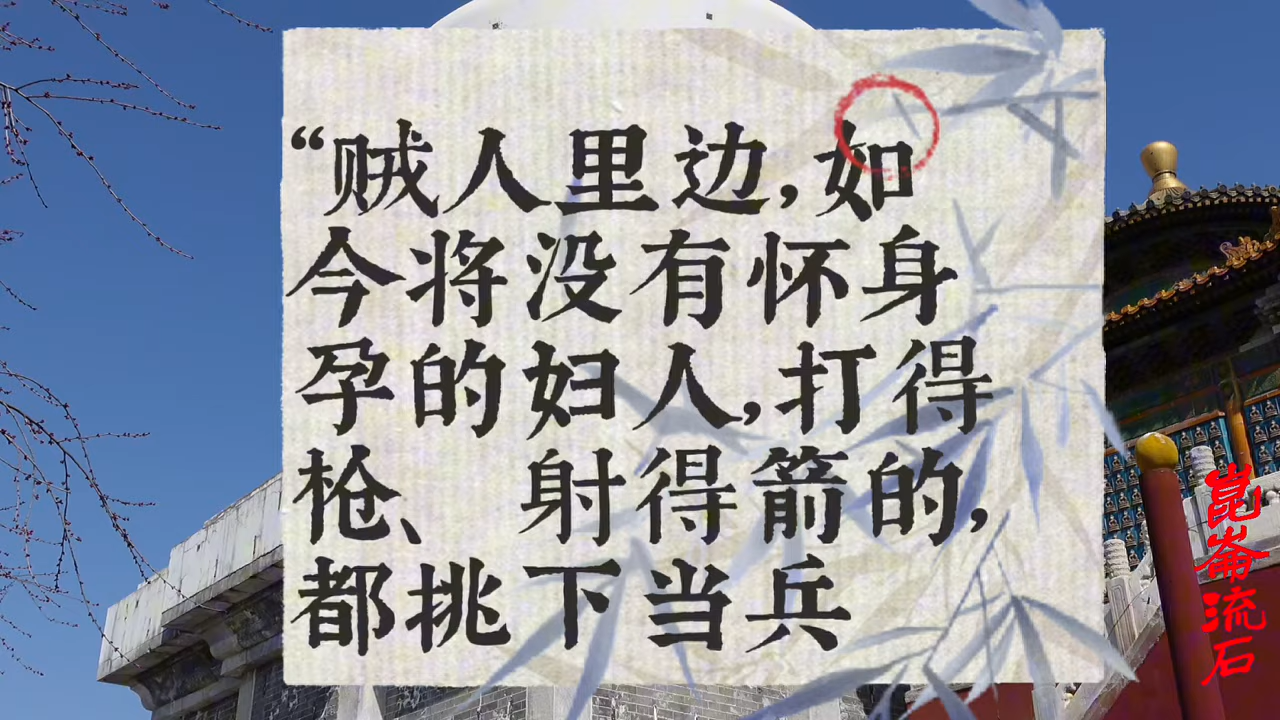 “贼人里边,如
今将没有怀身
孕的妇人,打得
枪、 射得箭的,
都挑下当兵
崑崙流石